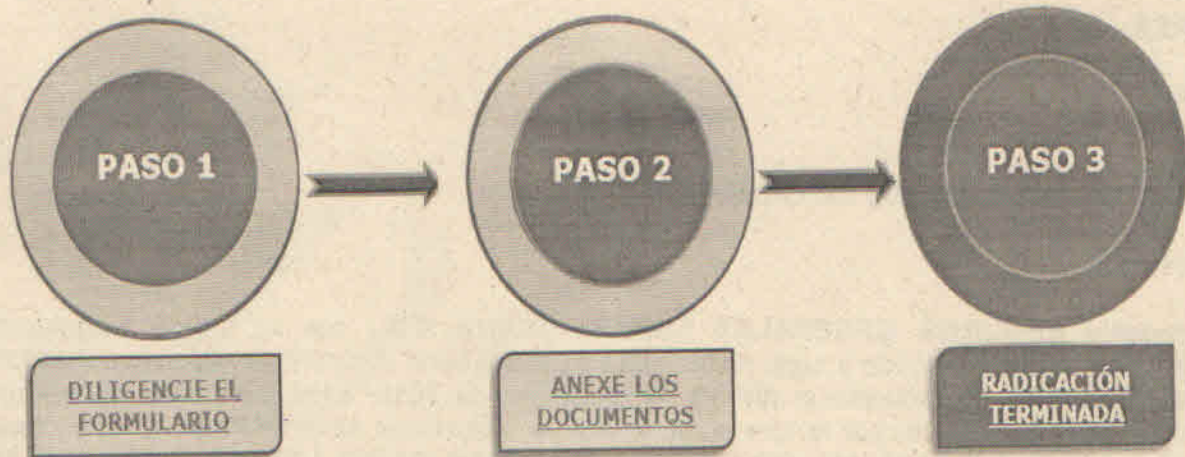 PASO 1
PASO 2
PASO 3
DILIGENCIE EL
FORMULARIO
ANEXE LOS
DOCUMENTOS
RADICACIÓN
TERMINADA